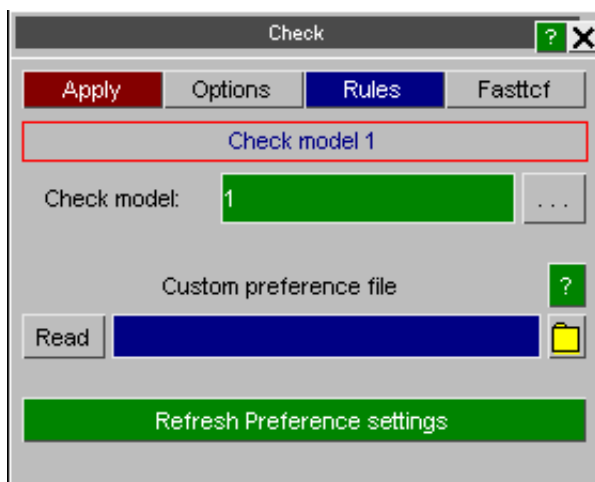 Check
? X
Apply Options Rules Fasttcf
Check model 1
Check model: 1 ...
Custom preference file ?
Read
Refresh Preference settings